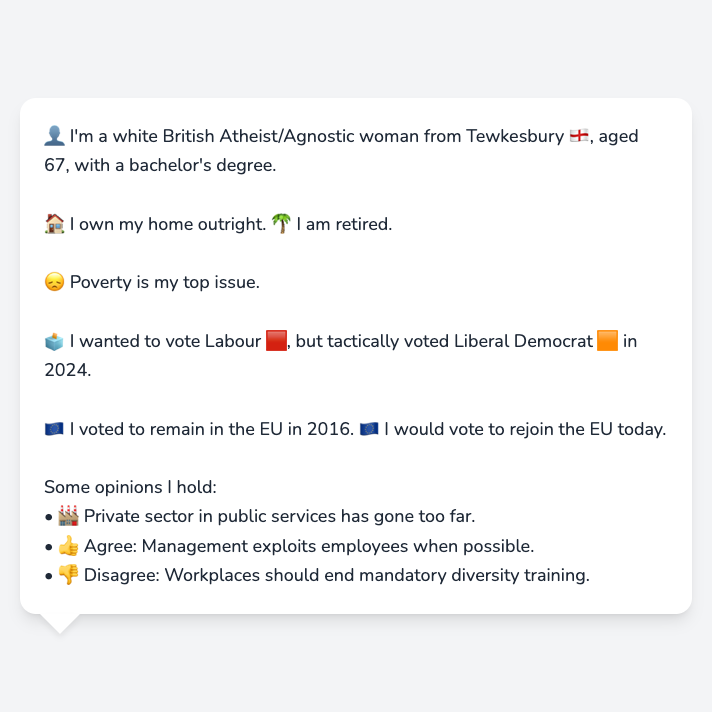 👤 I'm a white British Atheist/Agnostic woman from Tewkesbury 🏴󠁧󠁢󠁥󠁮󠁧󠁿, aged
67, with a bachelor's degree.
🏠 I own my home outright. 🌴 I am retired.
😞 Poverty is my top issue.
🗳️ I wanted to vote Labour 🟥, but tactically voted Liberal Democrat 🟧 in
2024.
🇪🇺 I voted to remain in the EU in 2016. 🇪🇺 I would vote to rejoin the EU today.
Some opinions I hold:
• 🏭 Private sector in public services has gone too far.
• 👍 Agree: Management exploits employees when possible.
• 👎 Disagree: Workplaces should end mandatory diversity training.